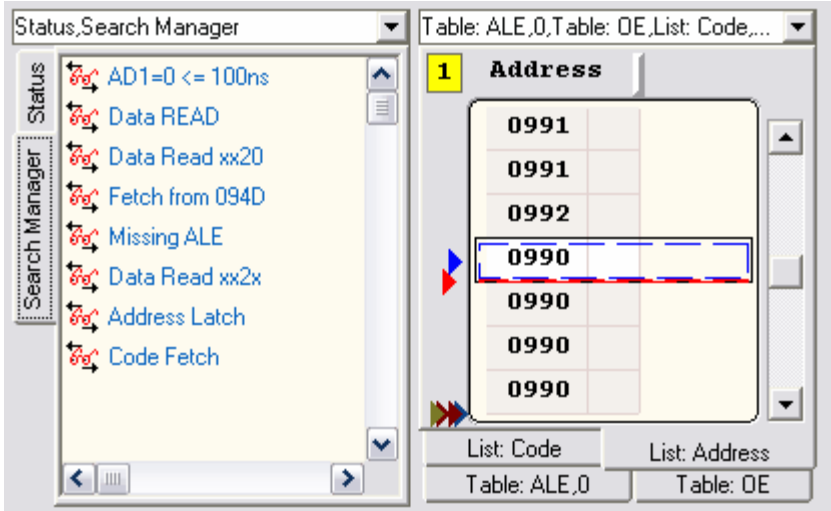 Status,Search Manager
Status
Search Manager
AD1=0 <= 100ns
Data READ
Data Read xx20
Fetch from 094D
Missing ALE
Data Read xx2x
Address Latch
Code Fetch
Table: ALE,0,Table: OE,List: Code,...
1 Address
0991
0991
0992
0990
0990
0990
0990
List: Code List: Address
Table: ALE,0 Table: OE